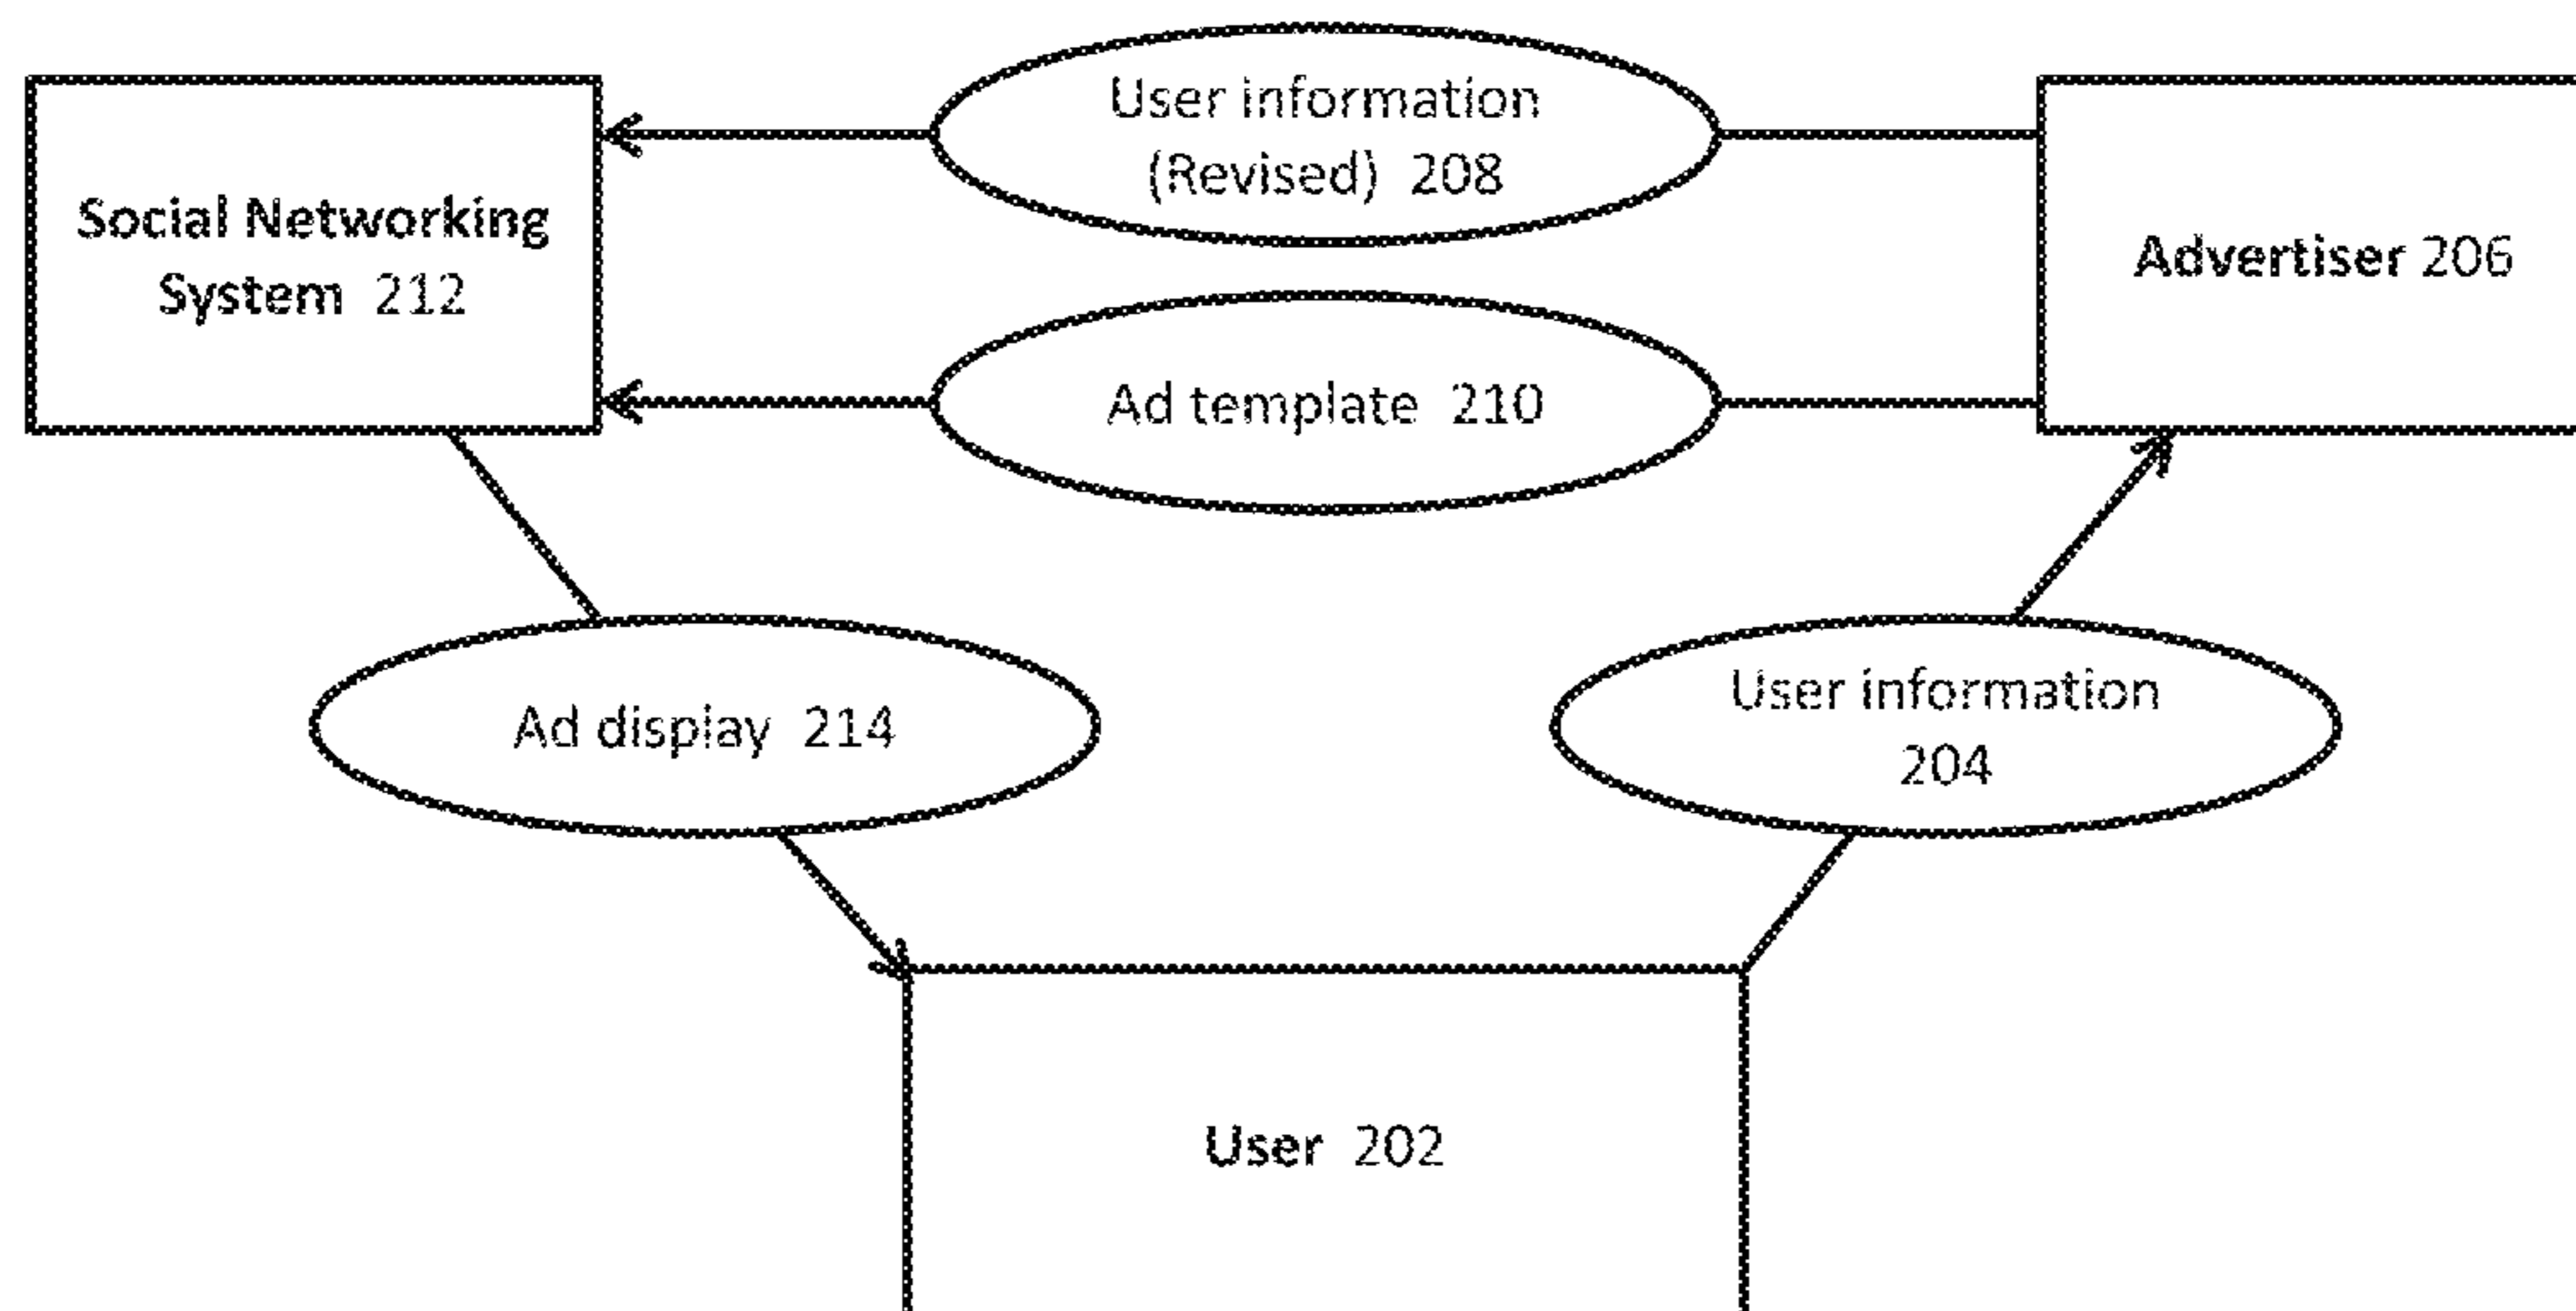 User information
(Revised) 208
Social Networking
System 212
Advertiser 206
Ad template 210
Ad display 214
User information
204
User 202